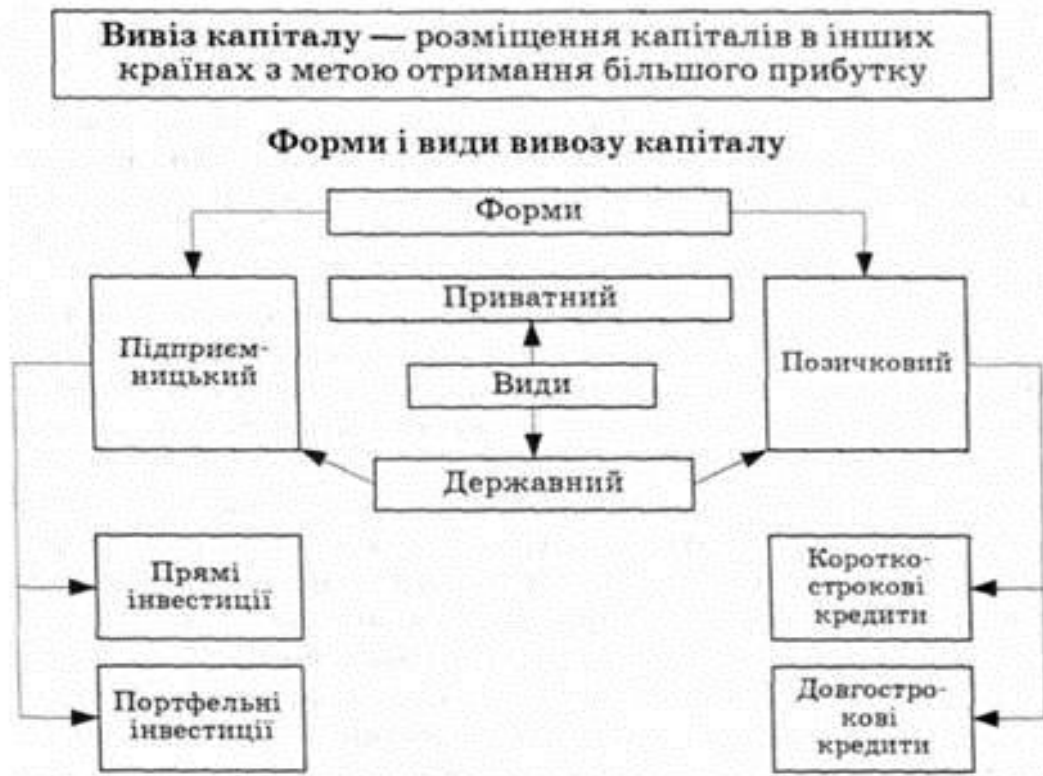 Вивіз капіталу — розміщення капіталів в інших
країнах з метою отримання більшого прибутку
Форми і види вивозу капіталу
Форми
Приватний
Підприєм-
ницький
Види
Позичковий
Державний
Прямі
інвестиції
Коротко-
строкові
кредити
Портфельні
інвестиції
Довгостро-
кові
кредити